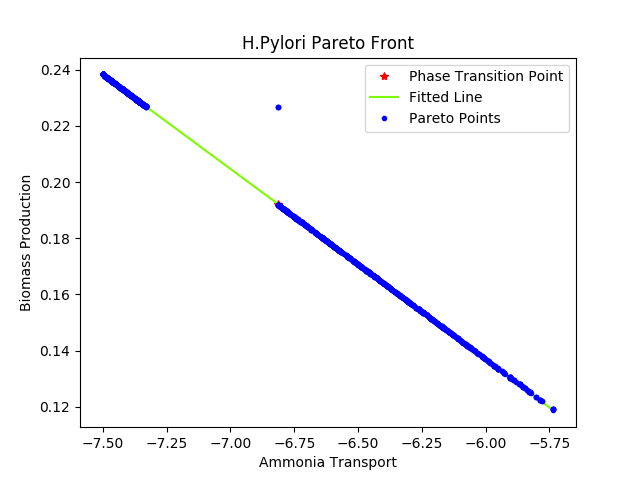 H.Pylori Pareto Front
Phase Transition Point
Fitted Line
Pareto Points
Biomass Production
0.24
0.22
0.20
0.18
0.16
0.14
0.12
−7.50 −7.25 −7.00 −6.75 −6.50 −6.25 −6.00 −5.75
Ammonia Transport